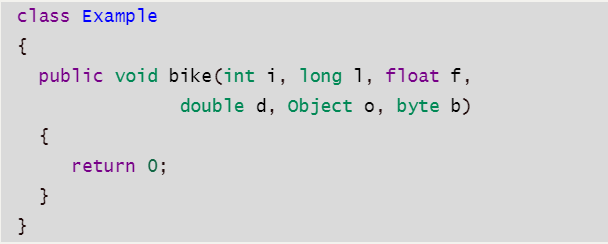 class Example
{
public void bike(int i, long l, float f,
double d, Object o, byte b)
{
return 0;
}
}